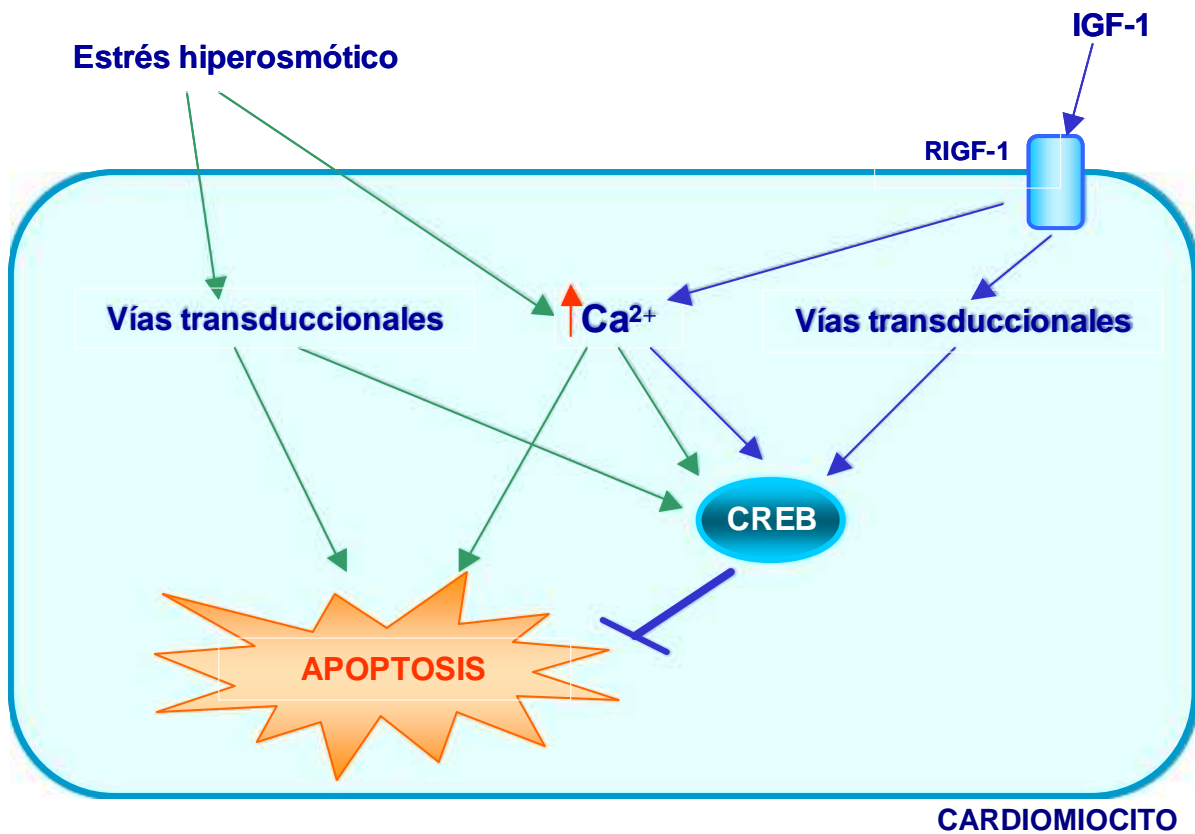 IGF-1
Estrés hiperosmótico
RIGF-1
Vías transduccionales
Ca²⁺
Vías transduccionales
CREB
APOPTOSIS
CARDIOMIOCITO